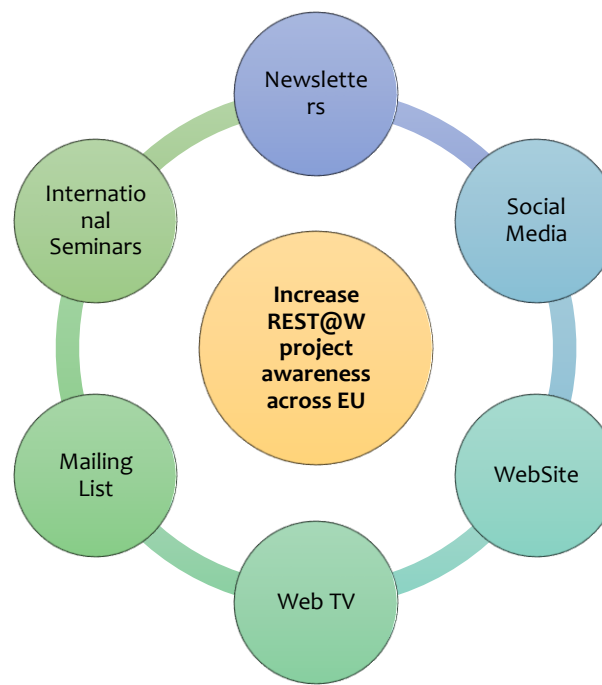 Newslette
rs
Social
Media
WebSite
Web TV
Mailing
List
Internatio
nal
Seminars
Increase
REST@W
project
awareness
across EU